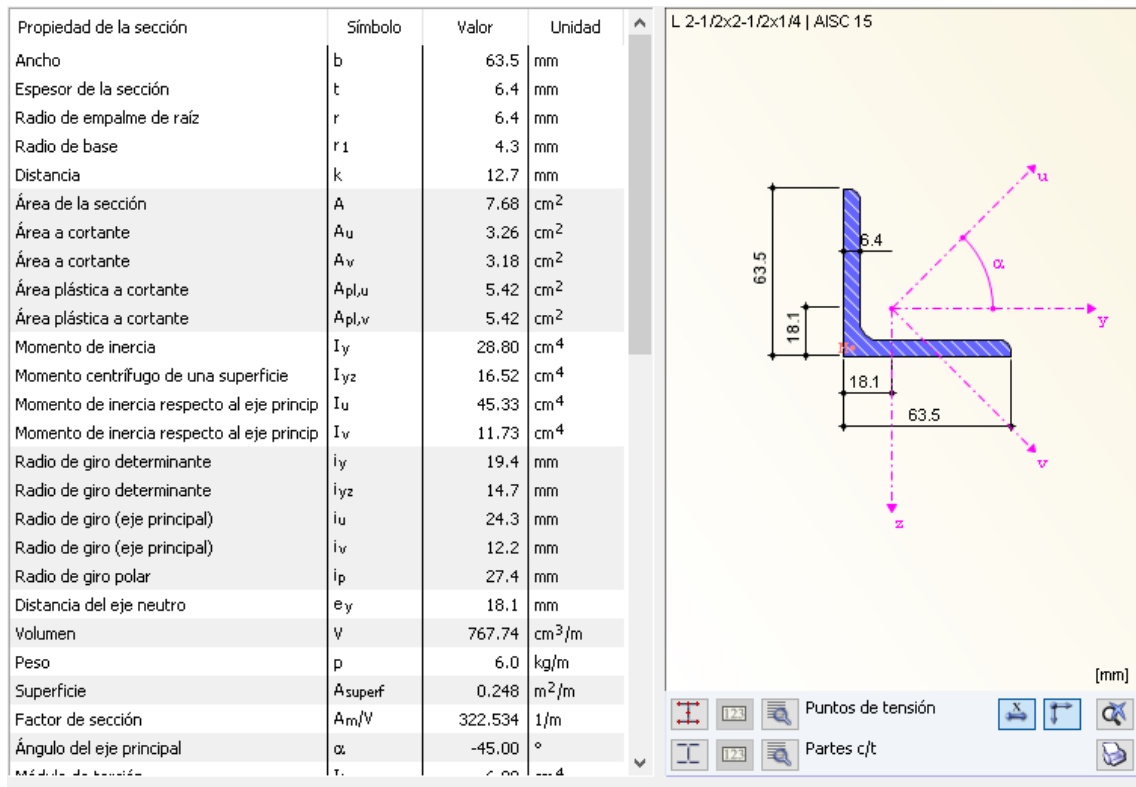 Propiedad de la sección Símbolo Valor Unidad
Ancho b 63.5 mm
Espesor de la sección t 6.4 mm
Radio de empalme de raíz r 6.4 mm
Radio de base r1 4.3 mm
Distancia k 12.7 mm
Área de la sección A 7.68 cm2
Área a cortante Au 3.26 cm2
Área a cortante Av 3.18 cm2
Área plástica a cortante Apl,u 5.42 cm2
Área plástica a cortante Apl,v 5.42 cm2
Momento de inercia Iy 28.80 cm4
Momento centrífugo de una superficie Iyz 16.52 cm4
Momento de inercia respecto al eje princip Iu 45.33 cm4
Momento de inercia respecto al eje princip Iv 11.73 cm4
Radio de giro determinante iy 19.4 mm
Radio de giro determinante iyz 14.7 mm
Radio de giro (eje principal) iu 24.3 mm
Radio de giro (eje principal) iv 12.2 mm
Radio de giro polar ip 27.4 mm
Distancia del eje neutro ey 18.1 mm
Volumen V 767.74 cm3/m
Peso p 6.0 kg/m
Superficie Asuperf 0.248 m2/m
Factor de sección Am/V 322.534 1/m
Ángulo del eje principal α -45.00 °
L 2-1/2x2-1/2x1/4 | AISC 15
u
6.4
α
63.5
y
18.1
18.1
63.5
v
z
[mm]
123 Puntos de tensión x
123 Partes c/t